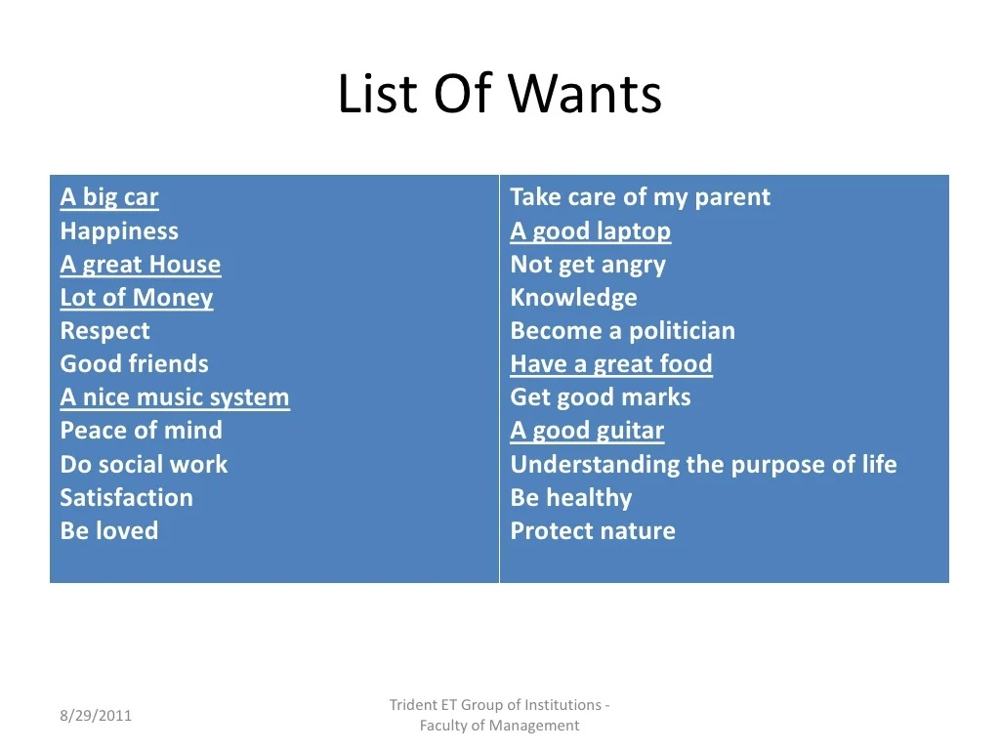 List Of Wants
A big car
Happiness
A great House
Lot of Money
Respect
Good friends
A nice music system
Peace of mind
Do social work
Satisfaction
Be loved
Take care of my parent
A good laptop
Not get angry
Knowledge
Become a politician
Have a great food
Get good marks
A good guitar
Understanding the purpose of life
Be healthy
Protect nature
8/29/2011
Trident ET Group of Institutions -
Faculty of Management